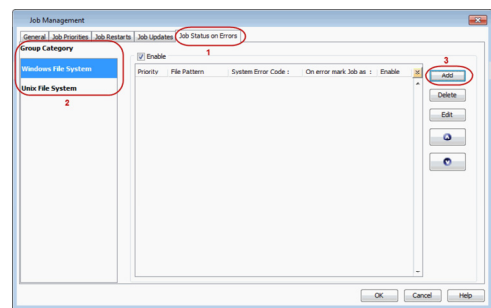 Job Management
General Job Priorities Job Restarts Job Updates Job Status on Errors
1
Group Category
Windows File System
Unix File System
2
Enable
Priority File Pattern System Error Code : On error mark Job as : Enable
3
Add
Delete
Edit
OK Cancel Help